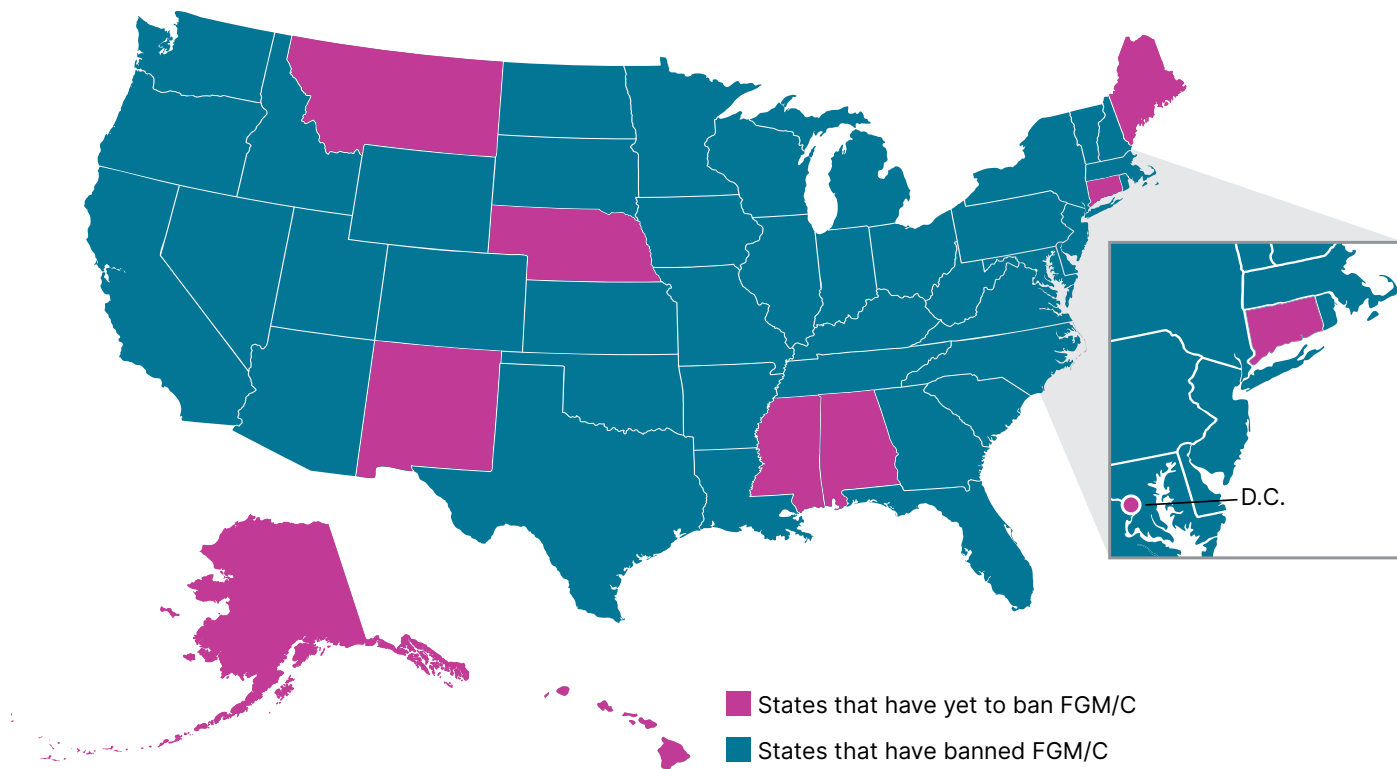 D.C.
States that have yet to ban FGM/C
States that have banned FGM/C